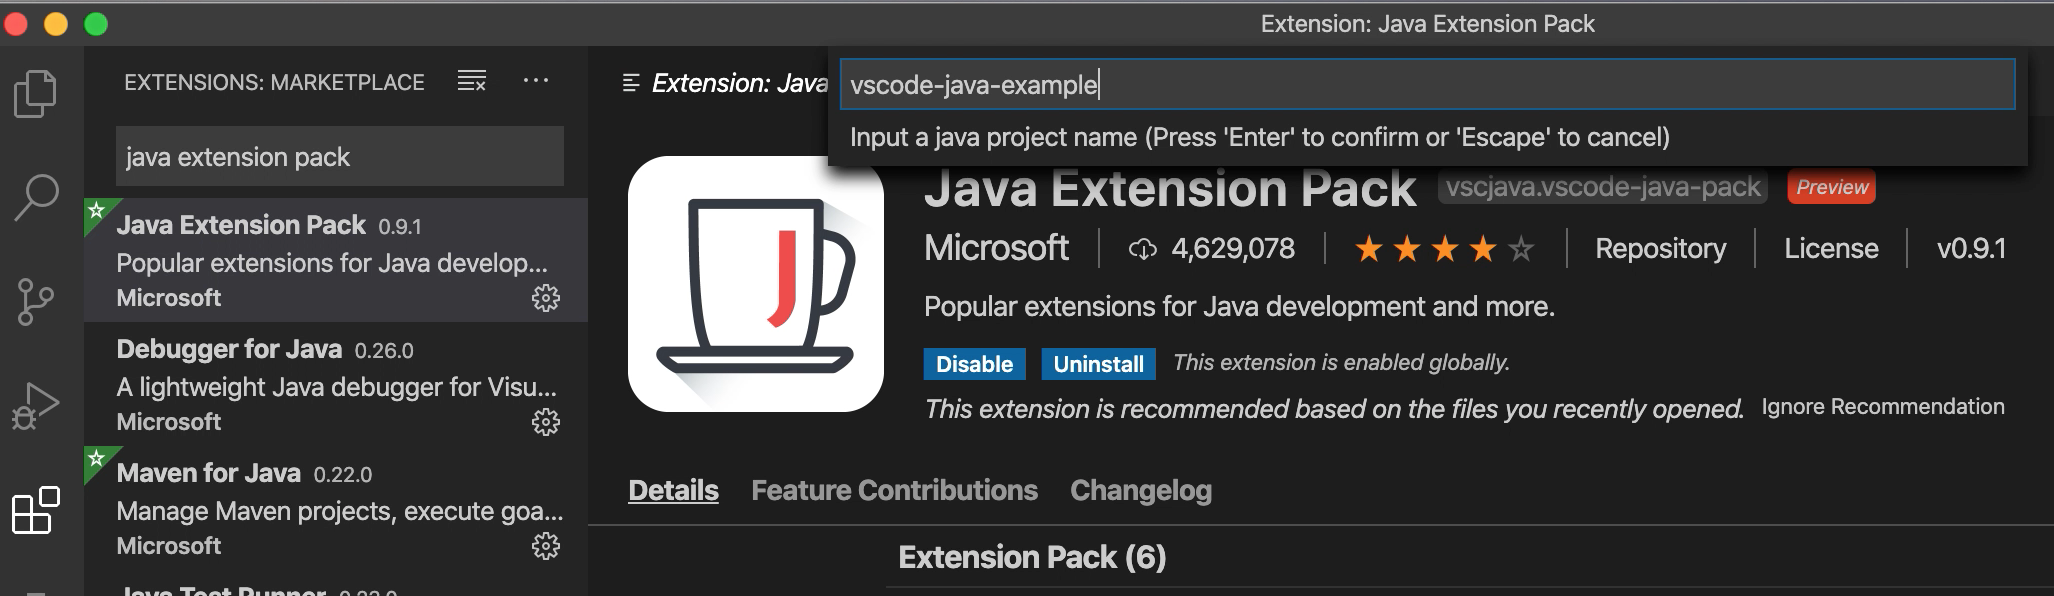 Extension: Java Extension Pack
EXTENSIONS: MARKETPLACE
java extension pack
Java Extension Pack 0.9.1
Popular extensions for Java develop...
Microsoft
Debugger for Java 0.26.0
A lightweight Java debugger for Visu...
Microsoft
Maven for Java 0.22.0
Manage Maven projects, execute goa...
Microsoft
Java Test Runner
Extension: Java
vscode-java-example
Input a java project name (Press 'Enter' to confirm or 'Escape' to cancel)
J
Java Extension Pack vscjava.vscode-java-pack Preview
Microsoft 4,629,078 Repository License v0.9.1
Popular extensions for Java development and more.
Disable Uninstall This extension is enabled globally.
This extension is recommended based on the files you recently opened. Ignore Recommendation
Details Feature Contributions Changelog
Extension Pack (6)